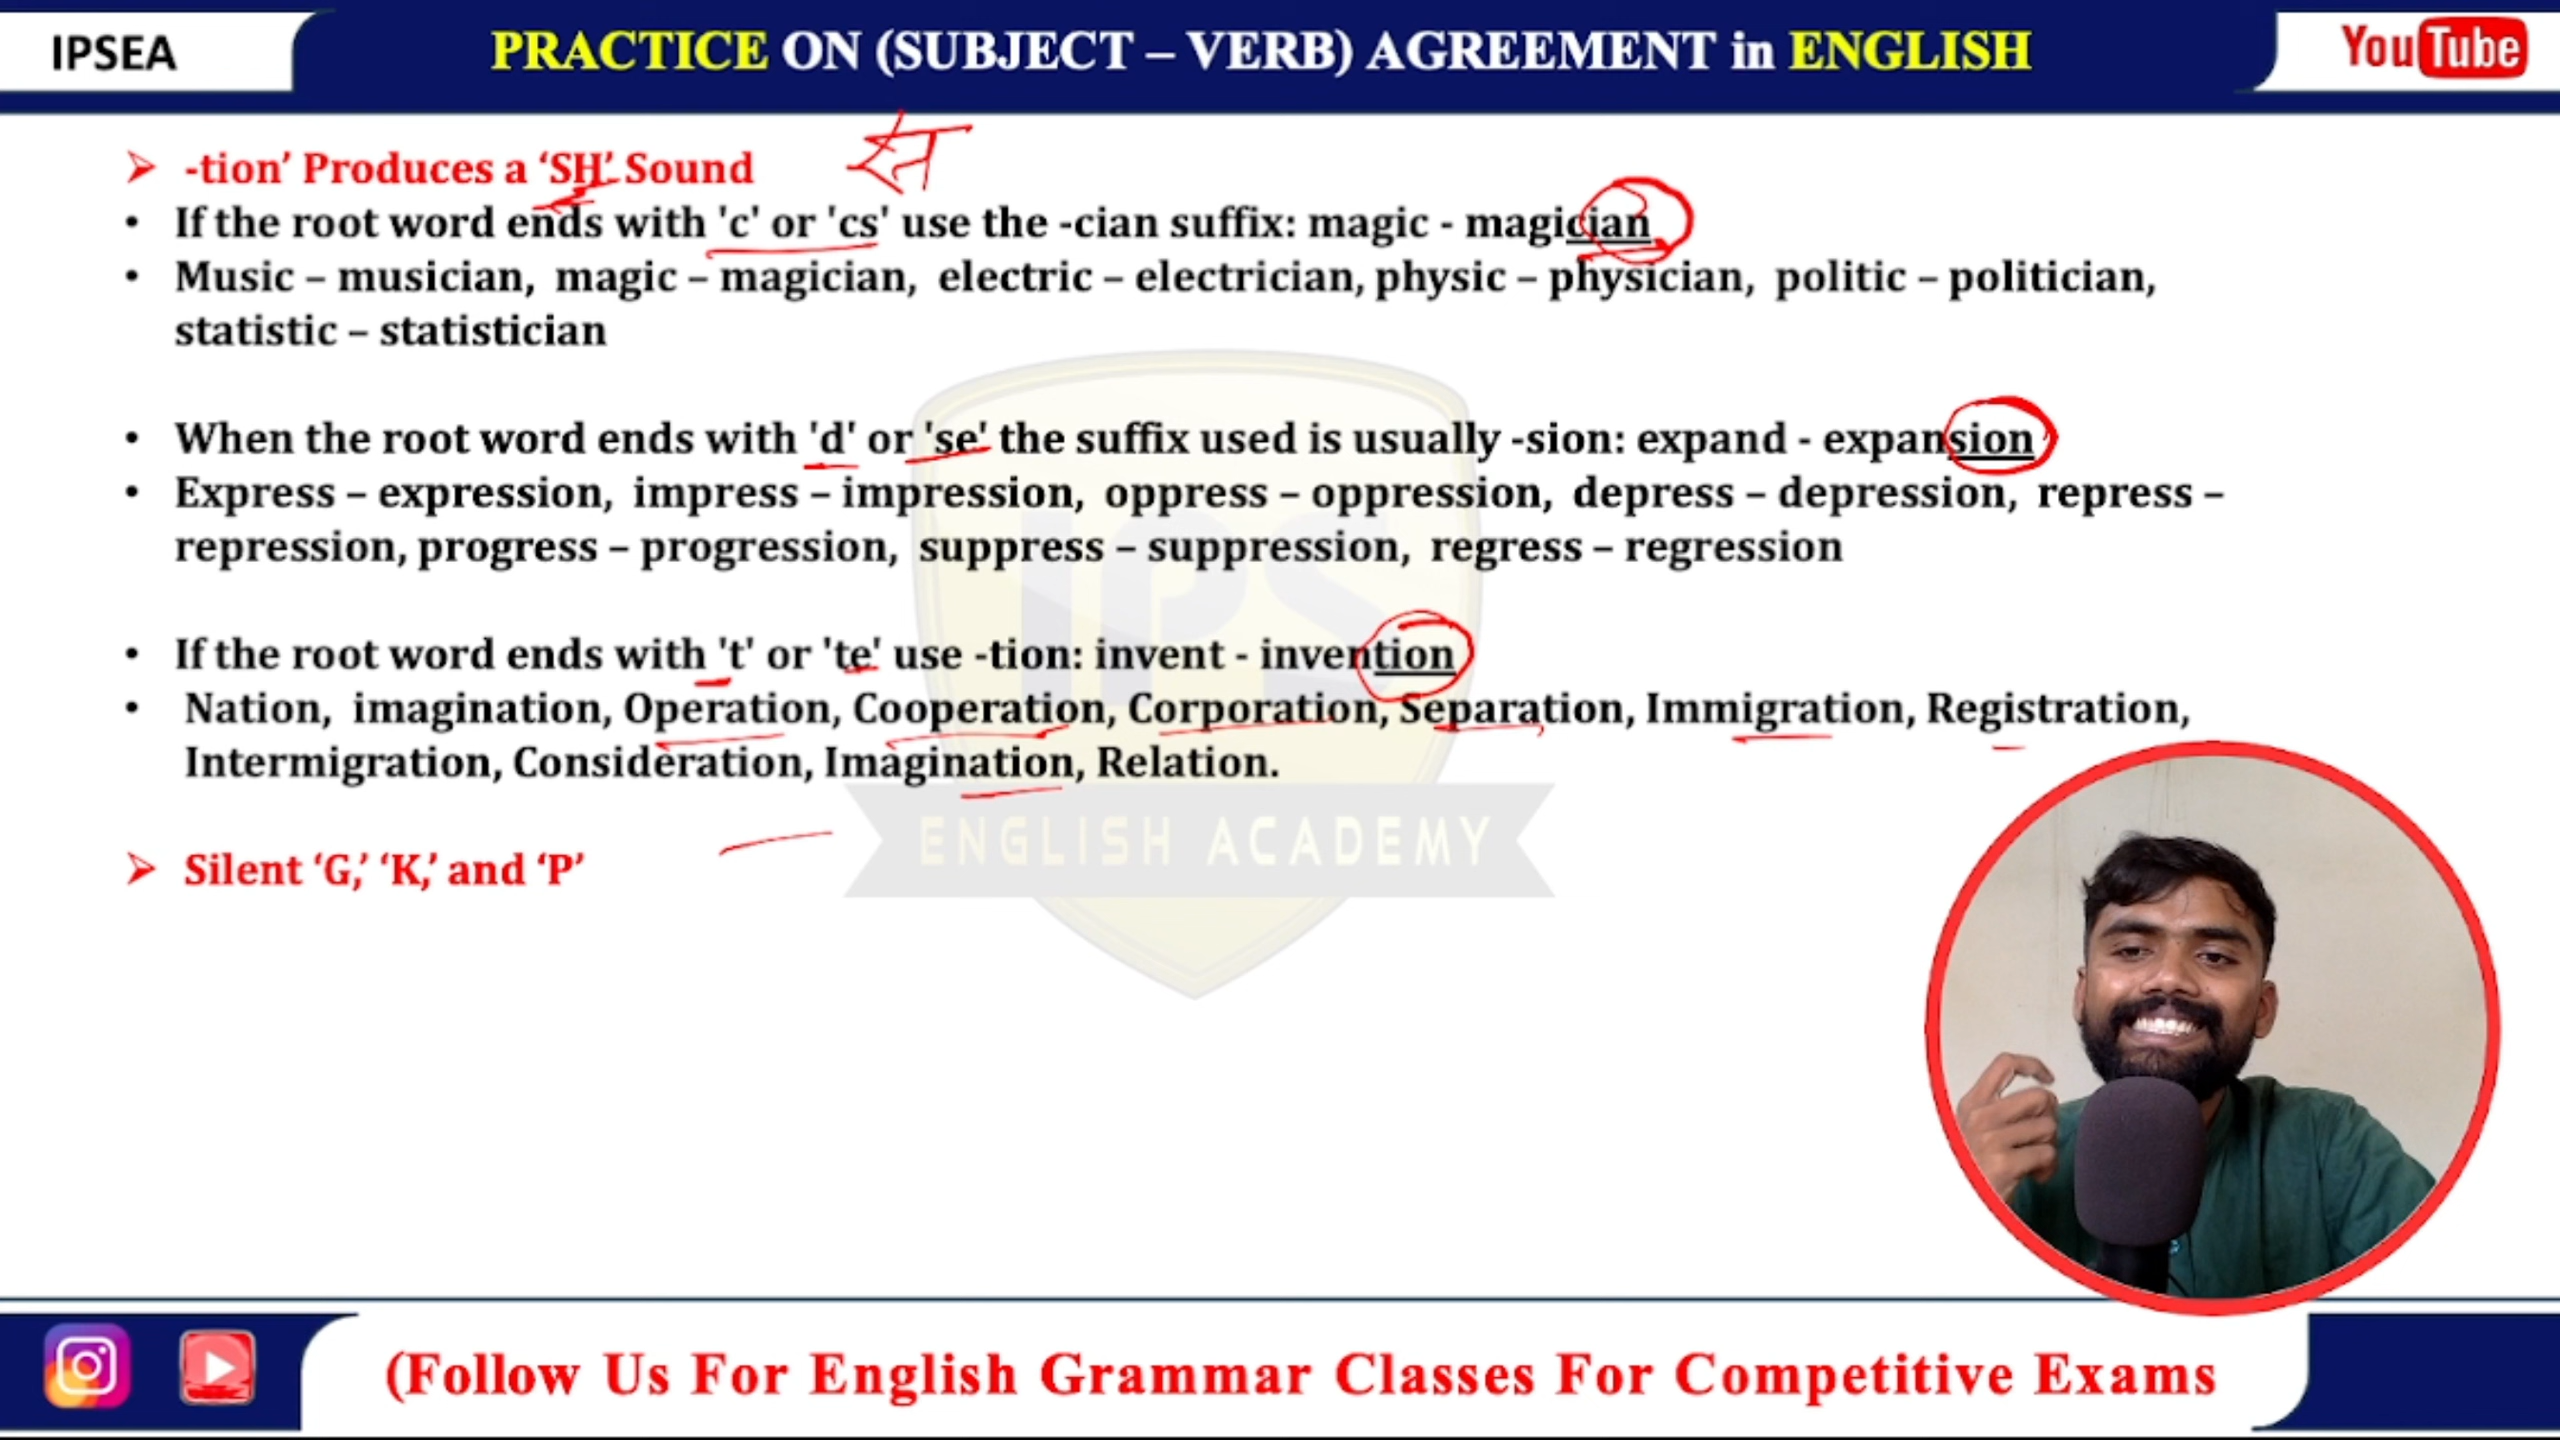 IPSEA
PRACTICE ON (SUBJECT – VERB) AGREEMENT in ENGLISH
YouTube
➢ -tion’ Produces a ‘SH’ Sound
• If the root word ends with 'c' or 'cs' use the -cian suffix: magic - magician
• Music – musician, magic – magician, electric – electrician, physic – physician, politic – politician,
statistic – statistician
• When the root word ends with 'd' or 'se' the suffix used is usually -sion: expand - expansion
• Express – expression, impress – impression, oppress – oppression, depress – depression, repress –
repression, progress – progression, suppress – suppression, regress – regression
• If the root word ends with 't' or 'te' use -tion: invent - invention
• Nation, imagination, Operation, Cooperation, Corporation, Separation, Immigration, Registration,
Intermigration, Consideration, Imagination, Relation.
IPS
ENGLISH ACADEMY
➢ Silent ‘G,’ ‘K,’ and ‘P’
(Follow Us For English Grammar Classes For Competitive Exams